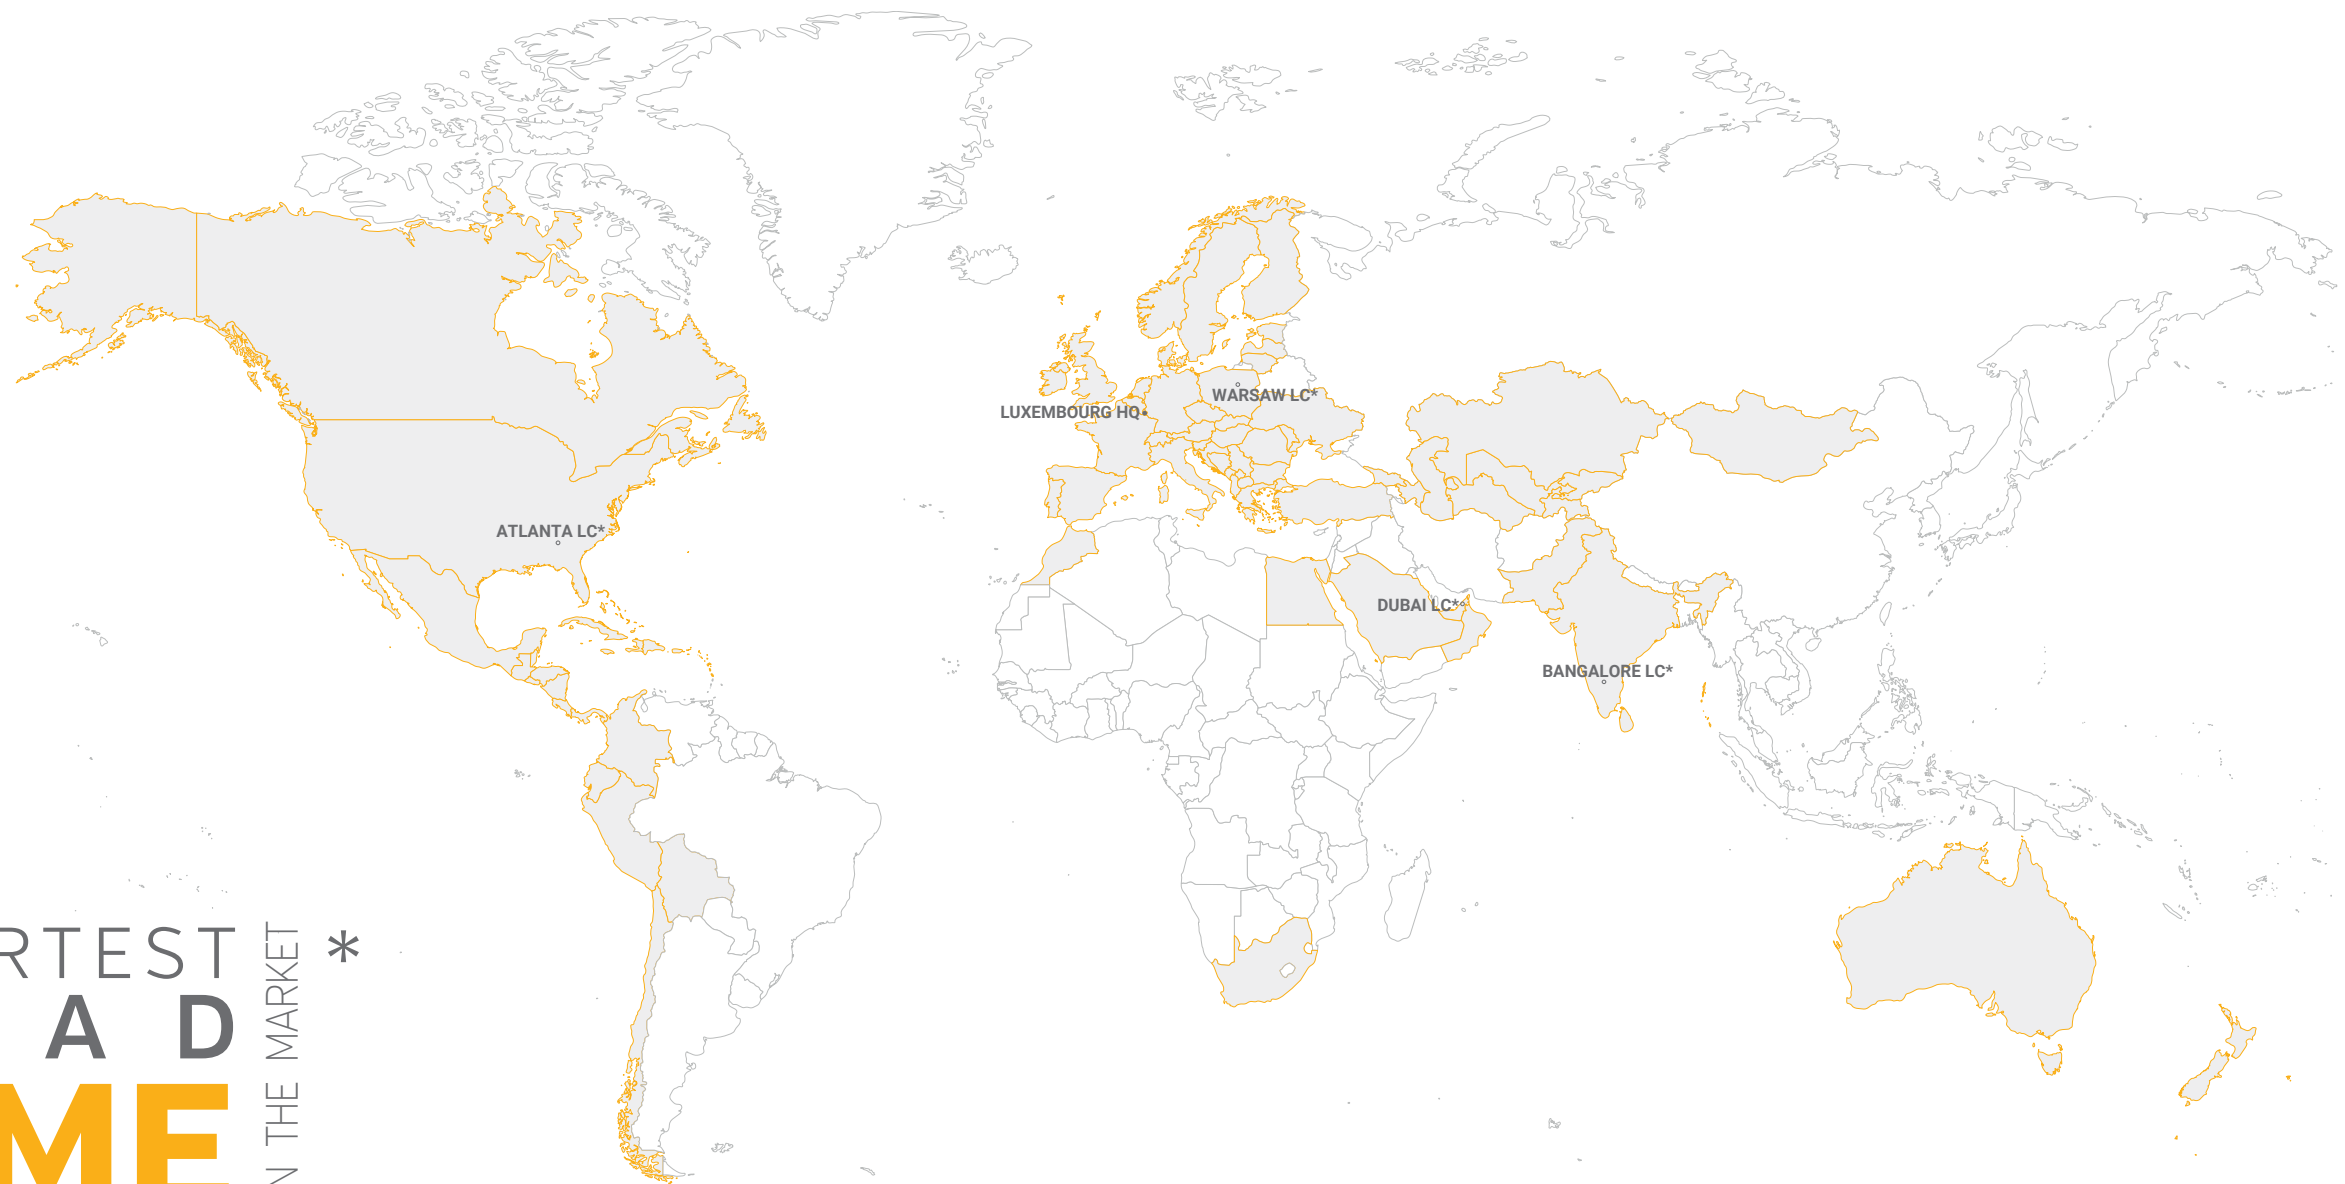 WARSAW LC*
LUXEMBOURG HQ
ATLANTA LC*
DUBAI LC*
BANGALORE LC*
RTEST
A D
ME
N THE MARKET
*